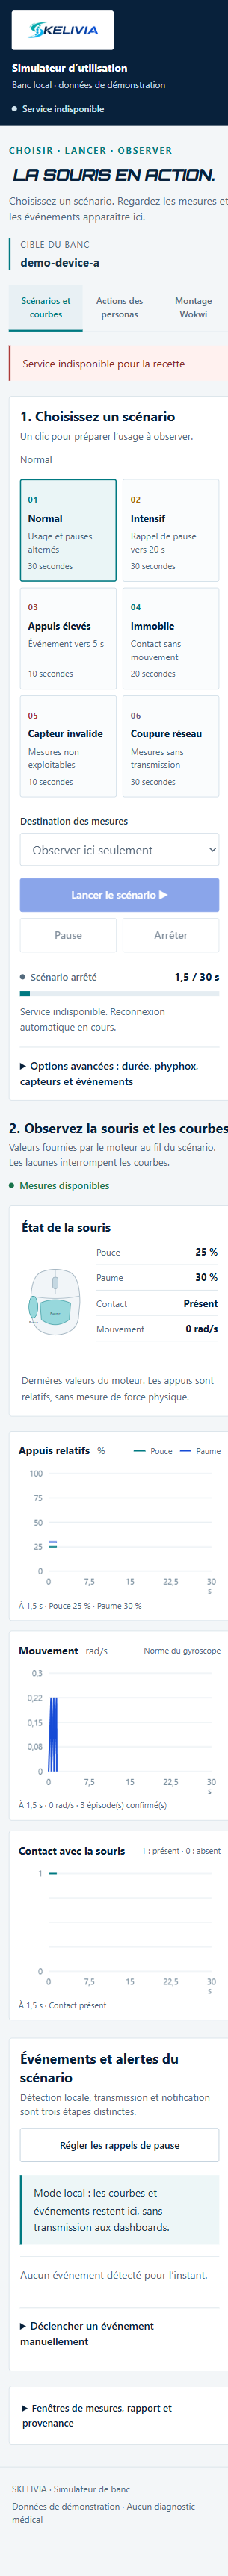 SKELIVIA
Simulateur d'utilisation
Banc local · données de démonstration
Service indisponible
CHOISIR · LANCER · OBSERVER
LA SOURIS EN ACTION.
Choisissez un scénario. Regardez les mesures et
les événements apparaître ici.
CIBLE DU BANC
demo-device-a
Scénarios et
courbes
Actions des
personas
Montage
Wokwi
Service indisponible pour la recette
1. Choisissez un scénario
Un clic pour préparer l'usage à observer.
Normal
01
Normal
Usage et pauses
alternés
30 secondes
02
Intensif
Rappel de pause
vers 20 s
30 secondes
03
Appuis élevés
Événement vers 5 s
10 secondes
04
Immobile
Contact sans
mouvement
20 secondes
05
Capteur invalide
Mesures non
exploitables
10 secondes
06
Coupure réseau
Mesures sans
transmission
30 secondes
Destination des mesures
Observer ici seulement
Lancer le scénario ▶
Pause
Arrêter
Scénario arrêté 1,5 / 30 s
Service indisponible. Reconnexion
automatique en cours.
▶ Options avancées : durée, phyphox,
capteurs et événements
2. Observez la souris et les courbes
Valeurs fournies par le moteur au fil du scénario.
Les lacunes interrompent les courbes.
Mesures disponibles
État de la souris
Pouce 25 %
Paume 30 %
Contact Présent
Mouvement 0 rad/s
Dernières valeurs du moteur. Les appuis sont
relatifs, sans mesure de force physique.
Appuis relatifs % Pouce Paume
100
75
50
25
0
0 7,5 15 22,5 30
s
À 1,5 s · Pouce 25 % · Paume 30 %
Mouvement rad/s Norme du gyroscope
0,3
0,22
0,15
0,08
0
0 7,5 15 22,5 30
s
À 1,5 s · 0 rad/s · 3 épisode(s) confirmé(s)
Contact avec la souris 1 : présent · 0 : absent
1
0
0 7,5 15 22,5 30
s
À 1,5 s · Contact présent
Événements et alertes du
scénario
Détection locale, transmission et notification
sont trois étapes distinctes.
Régler les rappels de pause
Mode local : les courbes et
événements restent ici, sans
transmission aux dashboards.
Aucun événement détecté pour l'instant.
▶ Déclencher un événement
manuellement
▶ Fenêtres de mesures, rapport et
provenance
SKELIVIA · Simulateur de banc
Données de démonstration · Aucun diagnostic
médical